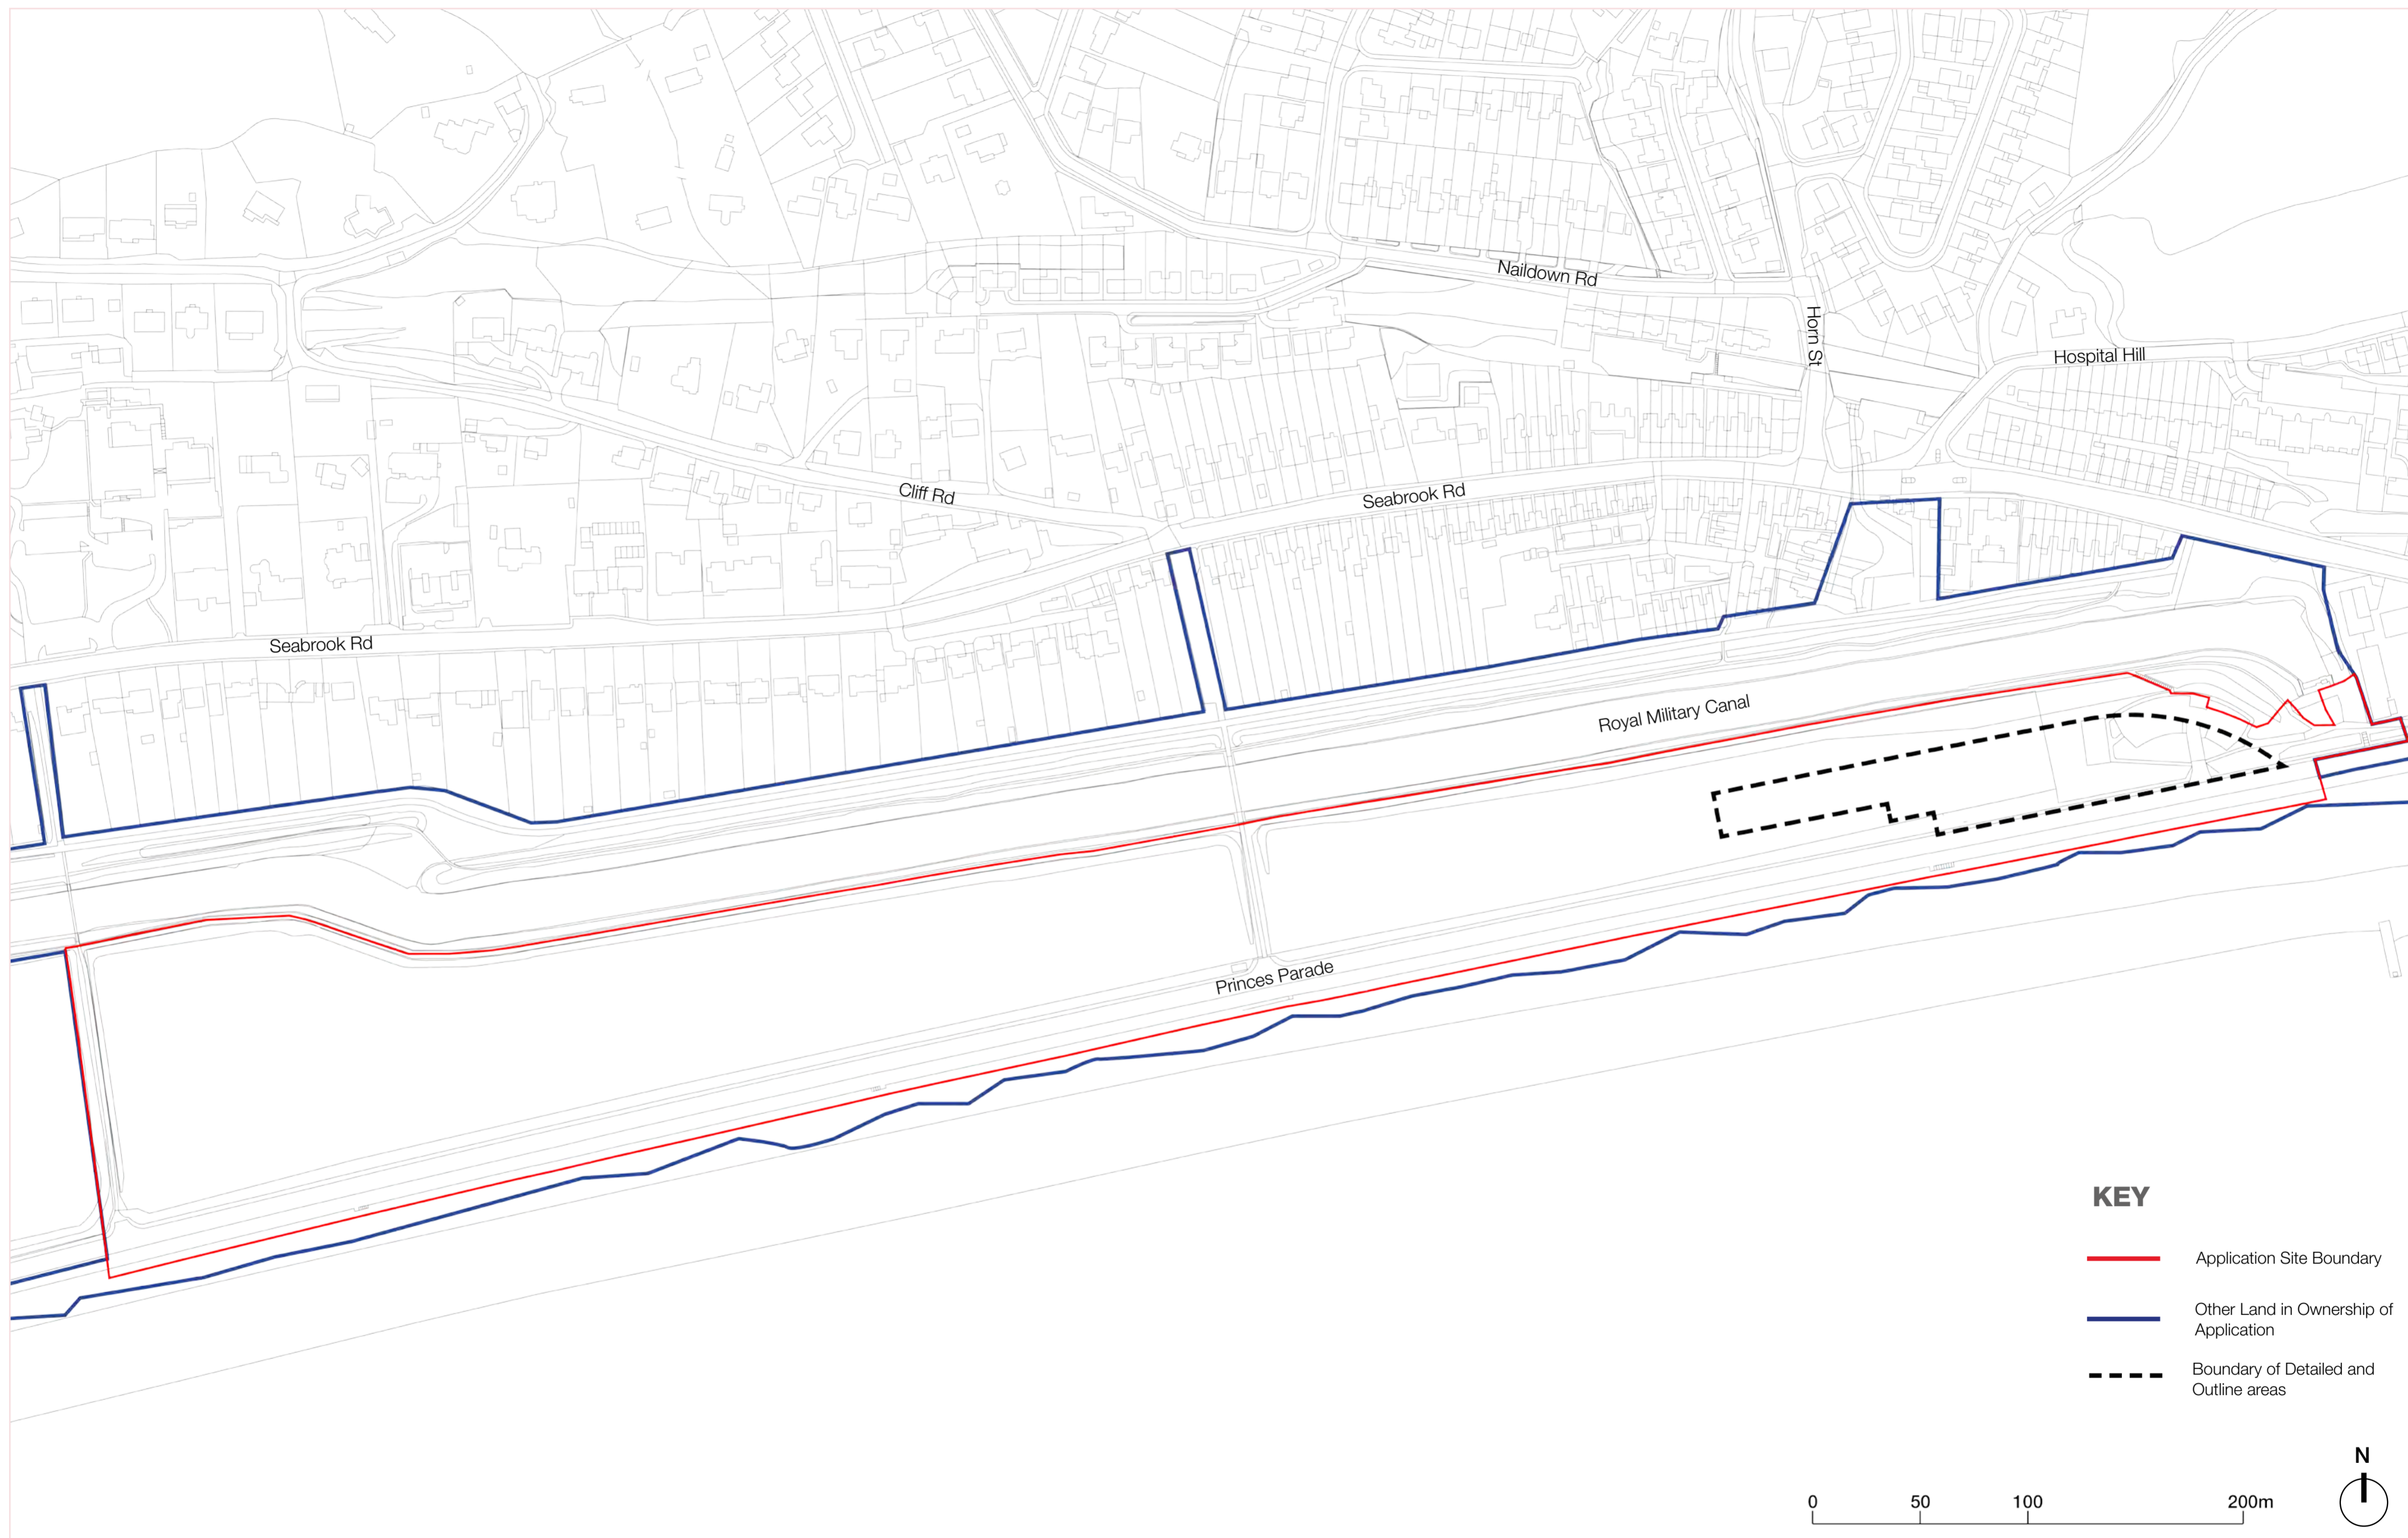 Naildown Rd
Horn St
Hospital Hill
Cliff Rd
Seabrook Rd
Seabrook Rd
Royal Military Canal
Princes Parade
KEY
Application Site Boundary
Other Land in Ownership of
Application
Boundary of Detailed and
Outline areas
N
0 50 100 200m